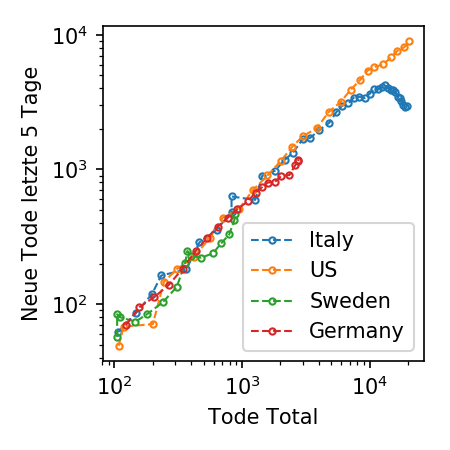 Neue Tode letzte 5 Tage
10⁴
10³
10²
Italy
US
Sweden
Germany
10² 10³ 10⁴
Tode Total